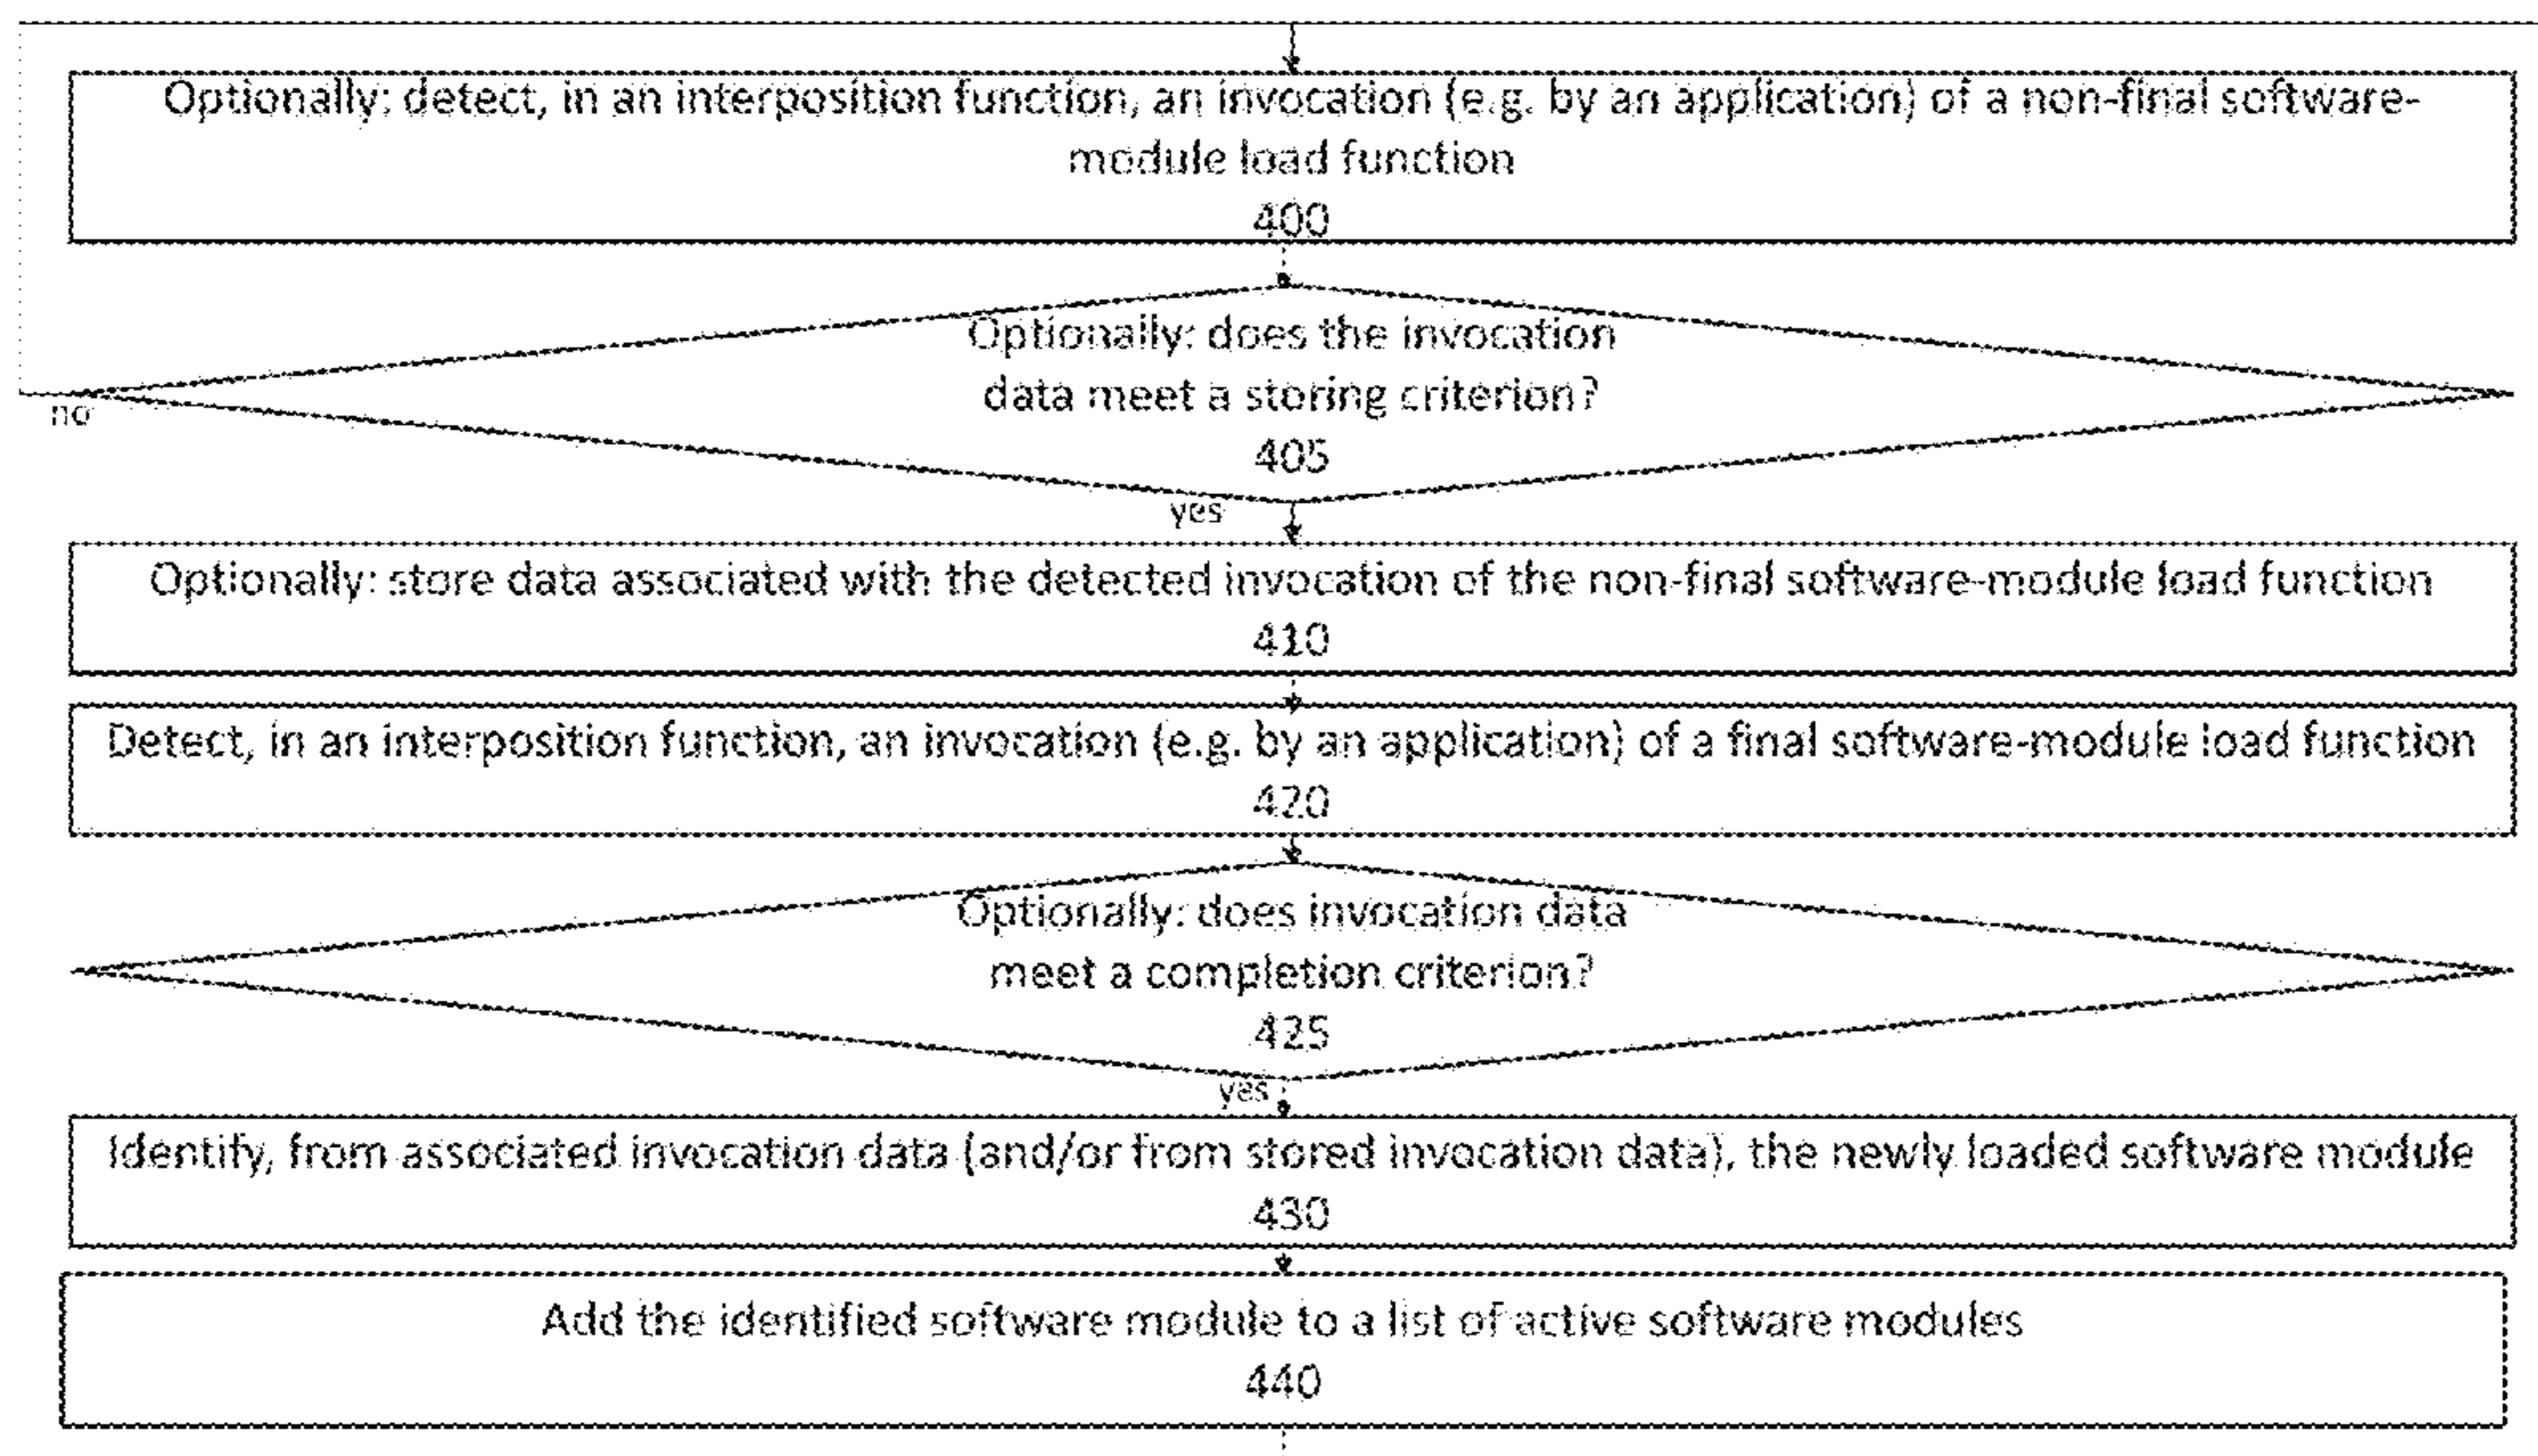 Optionally: detect, in an interposition function, an invocation (e.g. by an application) of a non-final software-
module load function
400
Optionally: does the invocation
data meet a storing criterion?
405
no
yes
Optionally: store data associated with the detected invocation of the non-final software-module load function
410
Detect, in an interposition function, an invocation (e.g. by an application) of a final software-module load function
420
Optionally: does invocation data
meet a completion criterion?
425
yes
Identify, from associated invocation data (and/or from stored invocation data), the newly loaded software module
430
Add the identified software module to a list of active software modules
440